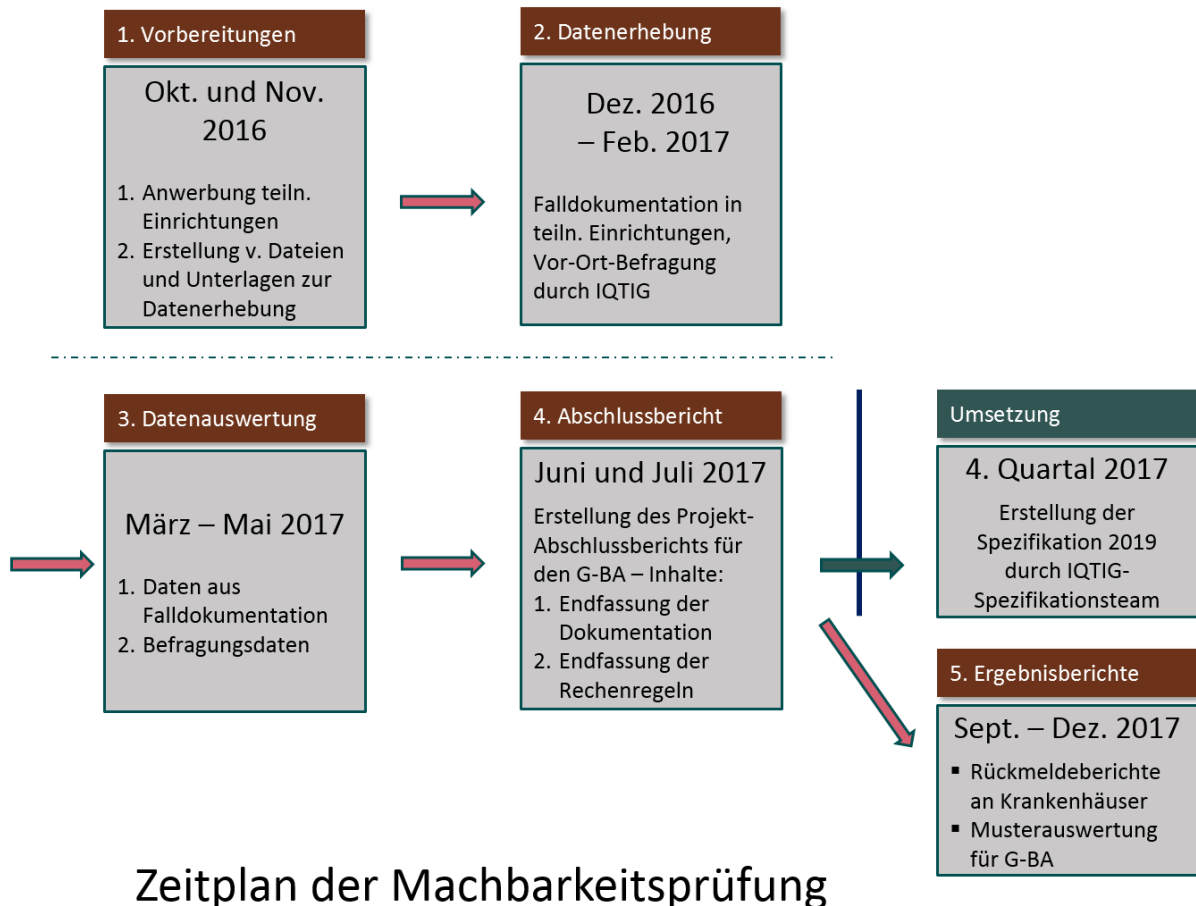 1. Vorbereitungen
Okt. und Nov.
2016
1. Anwerbung teiln.
Einrichtungen
2. Erstellung v. Dateien
und Unterlagen zur
Datenerhebung
2. Datenerhebung
Dez. 2016
– Feb. 2017
Falldokumentation in
teiln. Einrichtungen,
Vor-Ort-Befragung
durch IQTIG
3. Datenauswertung
März – Mai 2017
1. Daten aus
Falldokumentation
2. Befragungsdaten
4. Abschlussbericht
Juni und Juli 2017
Erstellung des Projekt-
Abschlussberichts für
den G-BA – Inhalte:
1. Endfassung der
Dokumentation
2. Endfassung der
Rechenregeln
Umsetzung
4. Quartal 2017
Erstellung der
Spezifikation 2019
durch IQTIG-
Spezifikationsteam
5. Ergebnisberichte
Sept. – Dez. 2017
▪ Rückmeldeberichte
an Krankenhäuser
▪ Musterauswertung
für G-BA
Zeitplan der Machbarkeitsprüfung